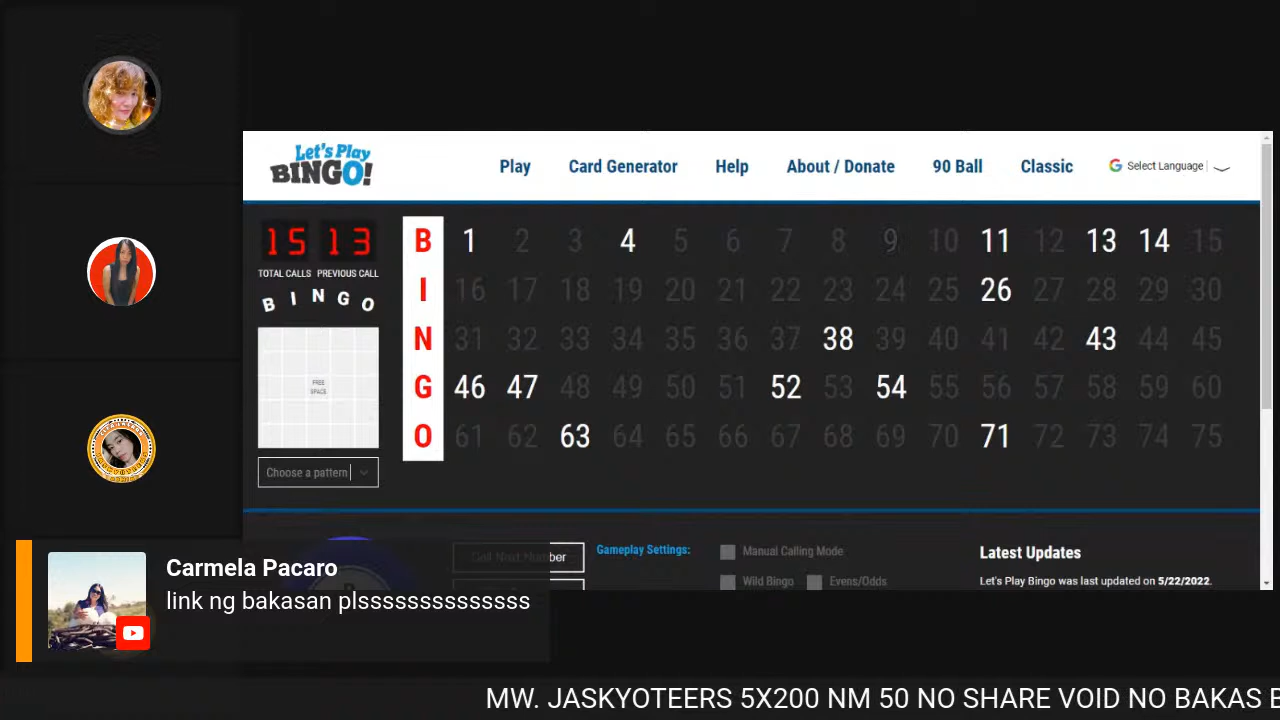 Let's Play
BINGO!
Play Card Generator Help About / Donate 90 Ball Classic Select Language
15 13
TOTAL CALLS PREVIOUS CALL
B I N G O
FREE
SPACE
Choose a pattern
B 1 2 3 4 5 6 7 8 9 10 11 12 13 14 15
I 16 17 18 19 20 21 22 23 24 25 26 27 28 29 30
N 31 32 33 34 35 36 37 38 39 40 41 42 43 44 45
G 46 47 48 49 50 51 52 53 54 55 56 57 58 59 60
O 61 62 63 64 65 66 67 68 69 70 71 72 73 74 75
Call Next Number
Gameplay Settings:
Manual Calling Mode
Wild Bingo Evens/Odds
Latest Updates
Let's Play Bingo was last updated on 5/22/2022.
Carmela Pacaro
link ng bakasan plssssssssssssss
MW. JASKYOTEERS 5X200 NM 50 NO SHARE VOID NO BAKAS